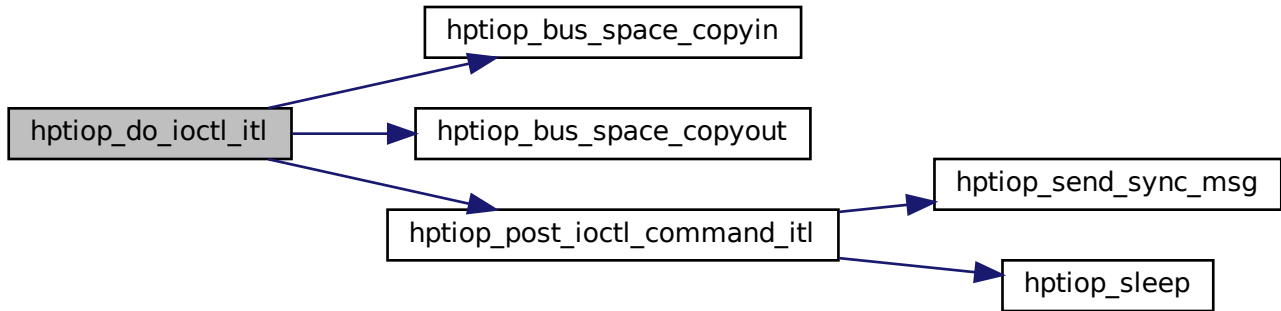 hptiop_bus_space_copyin
hptiop_do_ioctl_itl
hptiop_bus_space_copyout
hptiop_send_sync_msg
hptiop_post_ioctl_command_itl
hptiop_sleep